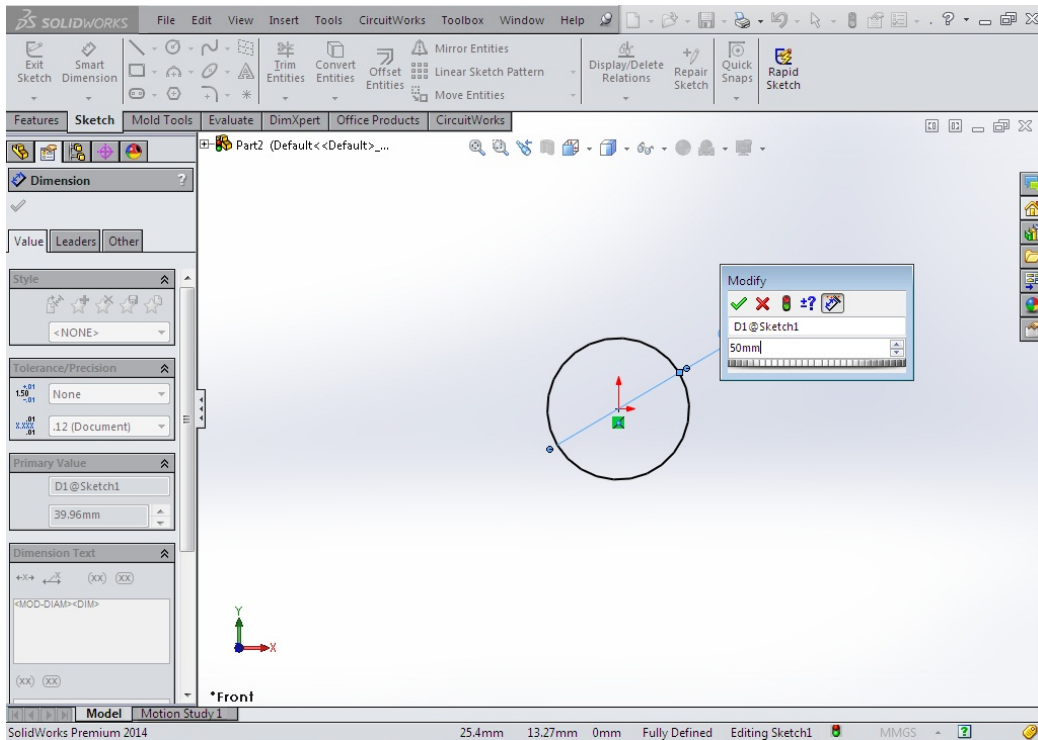 SOLIDWORKS File Edit View Insert Tools CircuitWorks Toolbox Window Help
Exit Sketch
Smart Dimension
Trim Entities
Convert Entities
Offset Entities
Mirror Entities
Linear Sketch Pattern
Move Entities
Display/Delete Relations
Repair Sketch
Quick Snaps
Rapid Sketch
Features Sketch Mold Tools Evaluate DimXpert Office Products CircuitWorks
Part2 (Default<<Default>_...
Dimension ?
Value Leaders Other
Style
<NONE>
Tolerance/Precision
None
.12 (Document)
Primary Value
D1@Sketch1
39.96mm
Dimension Text
(xx) (xx)
<MOD-DIAM><DIM>
(xx) (xx)
Modify
±?
D1@Sketch1
50mm
Y
X
*Front
Model Motion Study 1
SolidWorks Premium 2014 25.4mm 13.27mm 0mm Fully Defined Editing Sketch1 MMGS ?